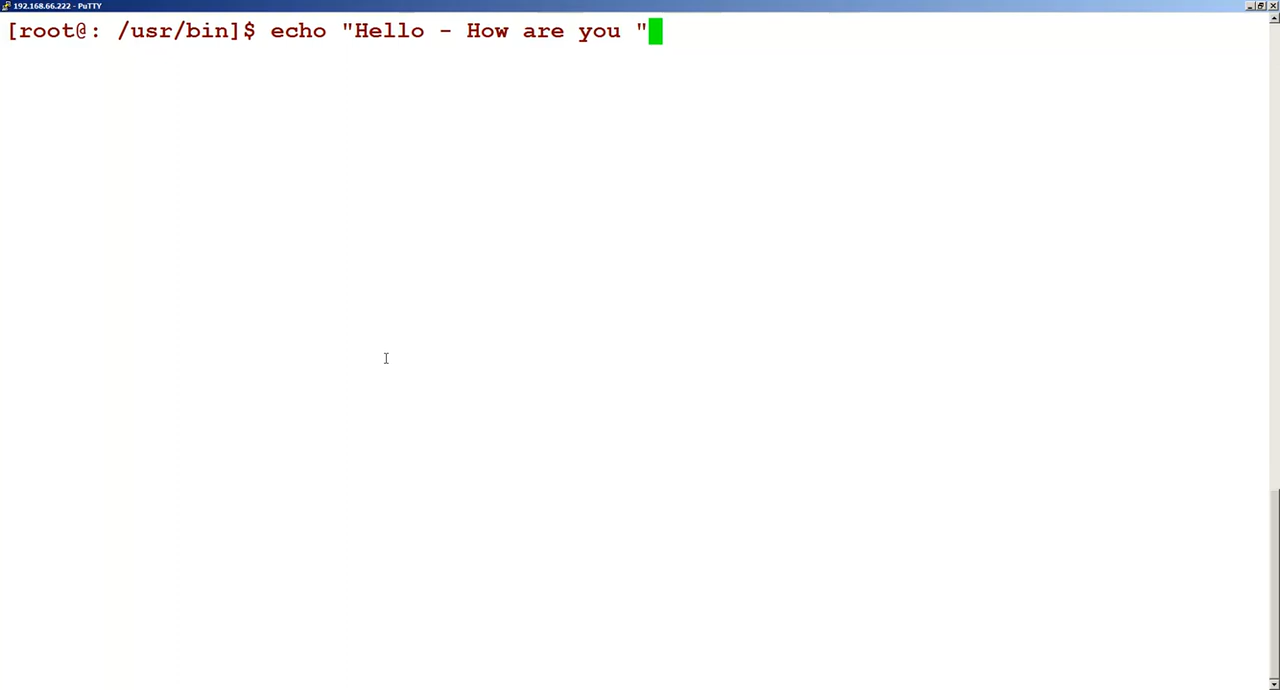 192.168.66.222 - PuTTY
[root@: /usr/bin]$ echo "Hello - How are you "